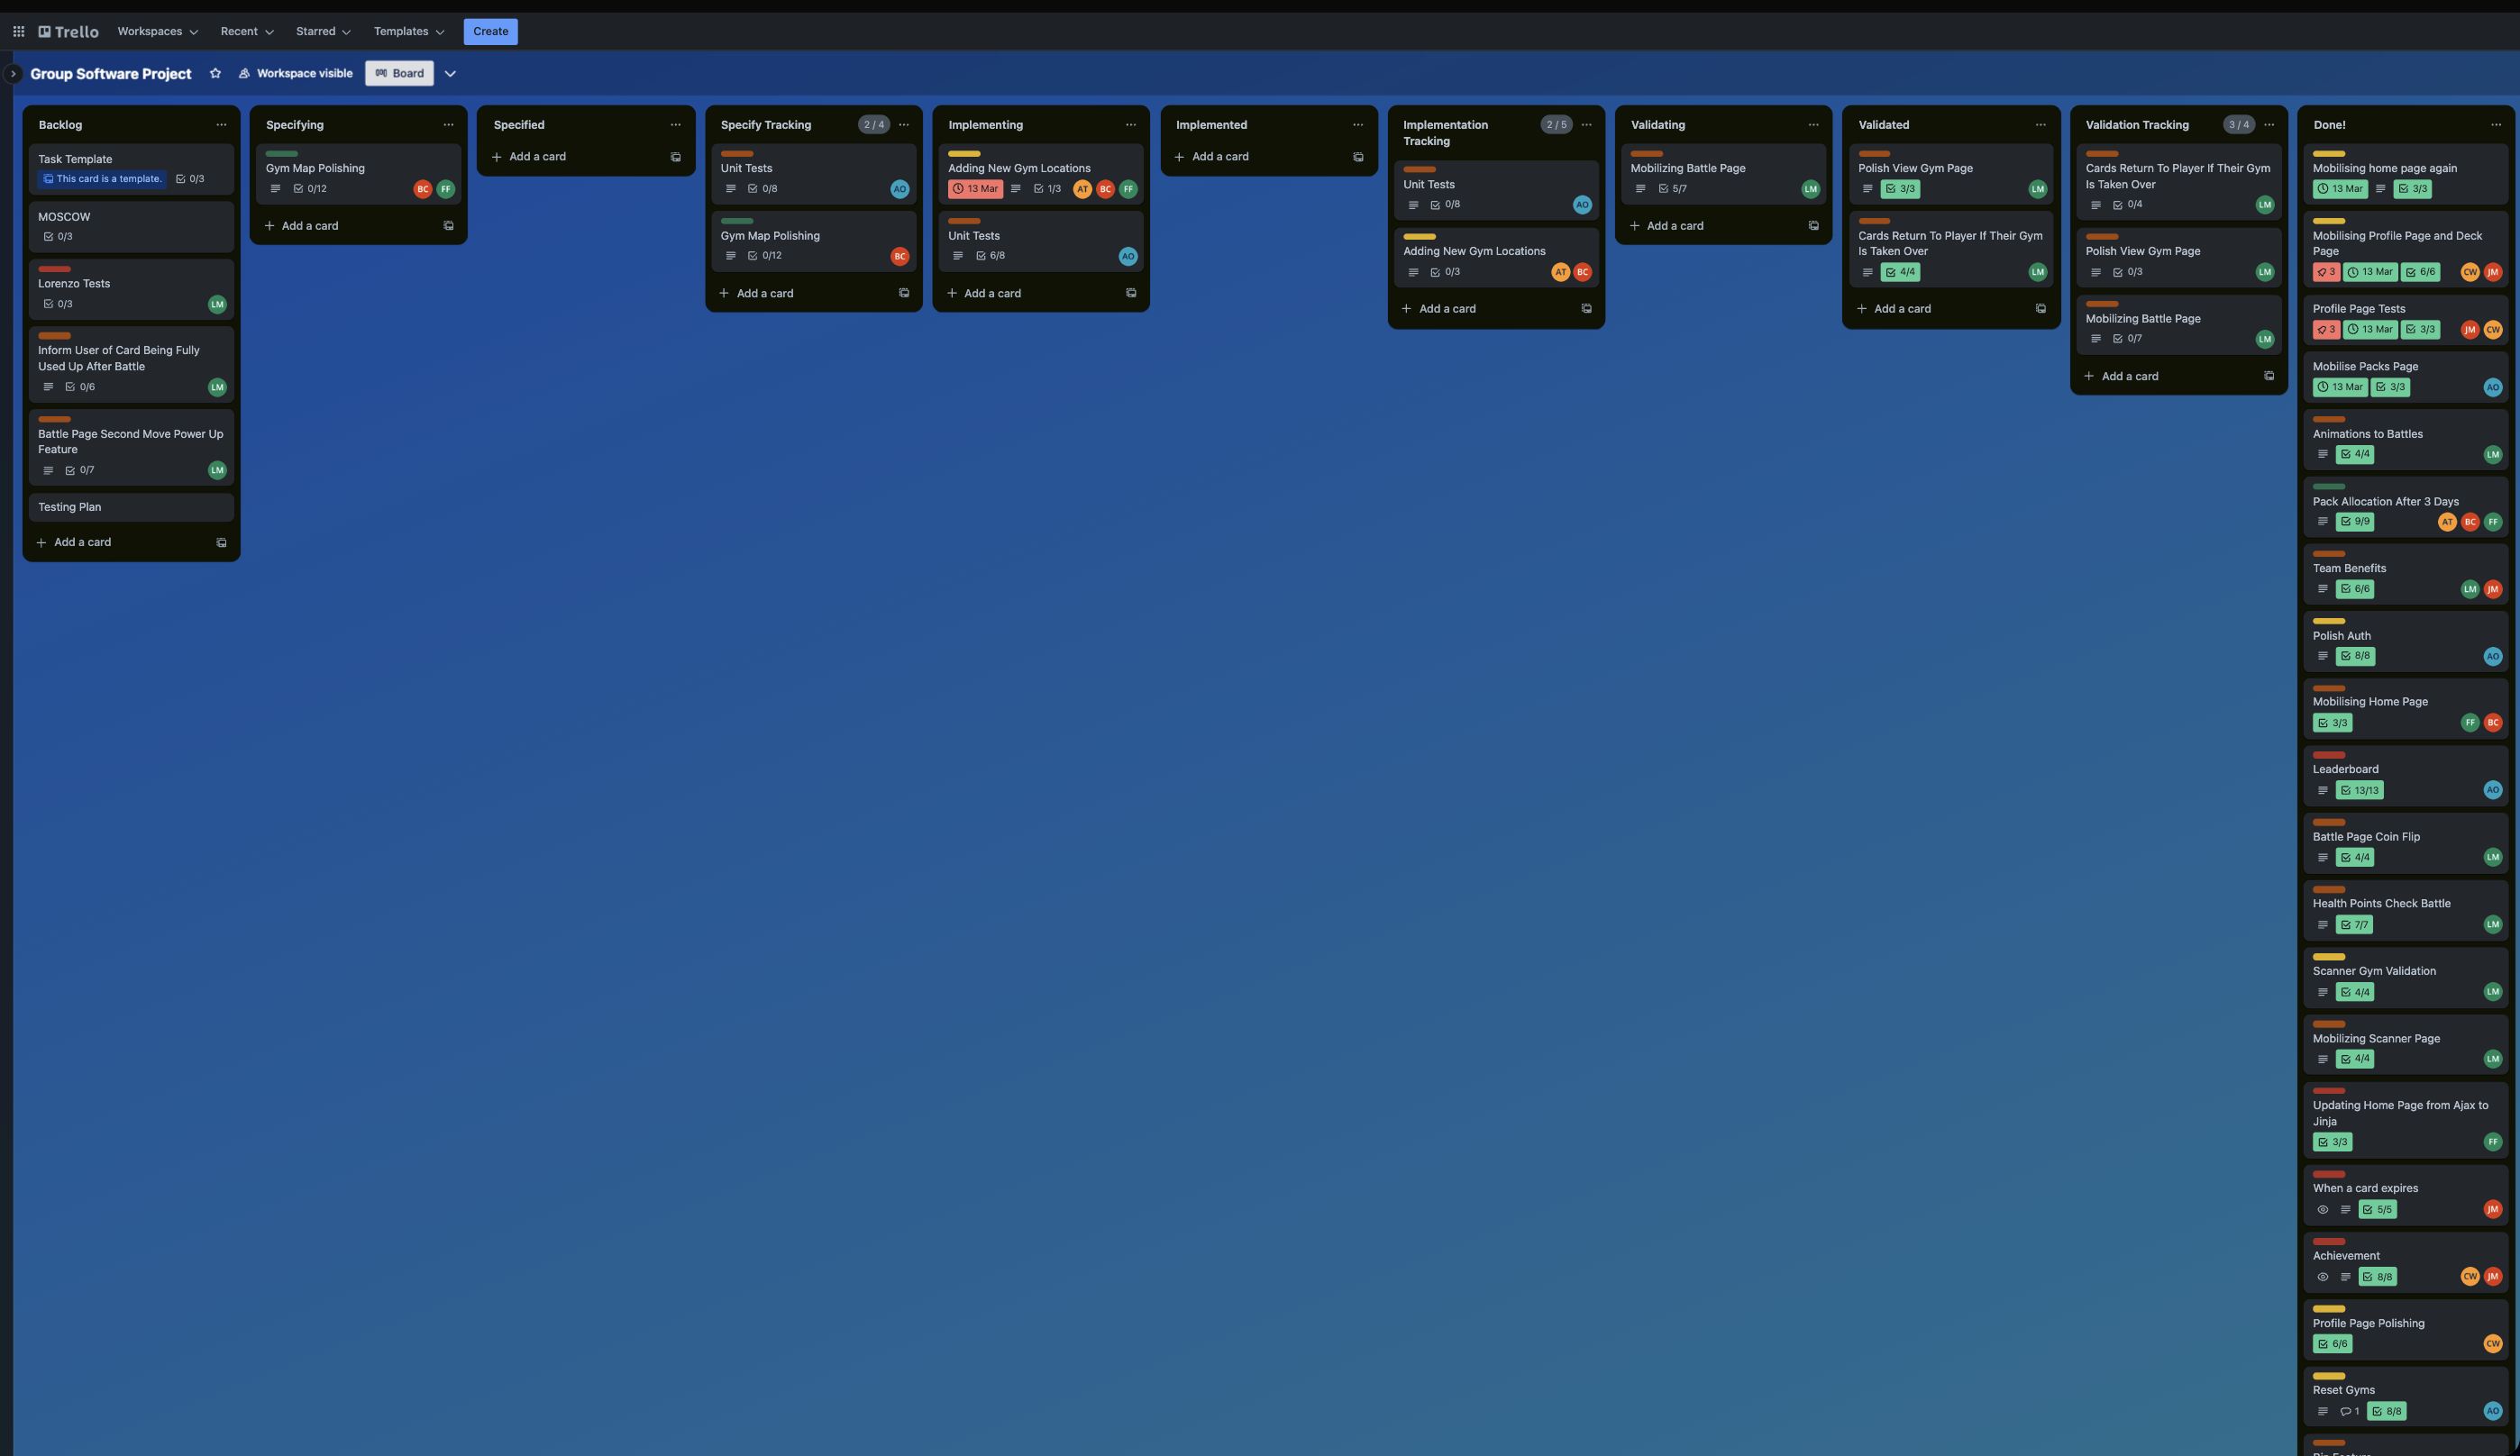 Trello
Workspaces
Recent
Starred
Templates
Create
Group Software Project
Workspace visible
Board
Backlog
Task Template
This card is a template.
0/3
MOSCOW
0/3
Lorenzo Tests
0/3
LM
Inform User of Card Being Fully
Used Up After Battle
0/6
LM
Battle Page Second Move Power Up
Feature
0/7
LM
Testing Plan
Add a card
Specifying
Gym Map Polishing
0/12
BC FF
Add a card
Specified
Add a card
Specify Tracking
2 / 4
Unit Tests
0/8
AO
Gym Map Polishing
0/12
BC
Add a card
Implementing
Adding New Gym Locations
13 Mar
1/3
AT BC FF
Unit Tests
6/8
AO
Add a card
Implemented
Add a card
Implementation
Tracking
2 / 5
Unit Tests
0/8
AO
Adding New Gym Locations
0/3
AT BC
Add a card
Validating
Mobilizing Battle Page
5/7
LM
Add a card
Validated
Polish View Gym Page
3/3
LM
Cards Return To Player If Their Gym
Is Taken Over
4/4
LM
Add a card
Validation Tracking
3 / 4
Cards Return To Player If Their Gym
Is Taken Over
0/4
LM
Polish View Gym Page
0/3
LM
Mobilizing Battle Page
0/7
LM
Add a card
Done!
Mobilising home page again
13 Mar
3/3
Mobilising Profile Page and Deck
Page
3
13 Mar
6/6
CW JM
Profile Page Tests
3
13 Mar
3/3
JM CW
Mobilise Packs Page
13 Mar
3/3
AO
Animations to Battles
4/4
LM
Pack Allocation After 3 Days
9/9
AT BC FF
Team Benefits
6/6
LM JM
Polish Auth
8/8
AO
Mobilising Home Page
3/3
FF BC
Leaderboard
13/13
AO
Battle Page Coin Flip
4/4
LM
Health Points Check Battle
7/7
LM
Scanner Gym Validation
4/4
LM
Mobilizing Scanner Page
4/4
LM
Updating Home Page from Ajax to
Jinja
3/3
FF
When a card expires
5/5
JM
Achievement
8/8
CW JM
Profile Page Polishing
6/6
CW
Reset Gyms
1
8/8
AO